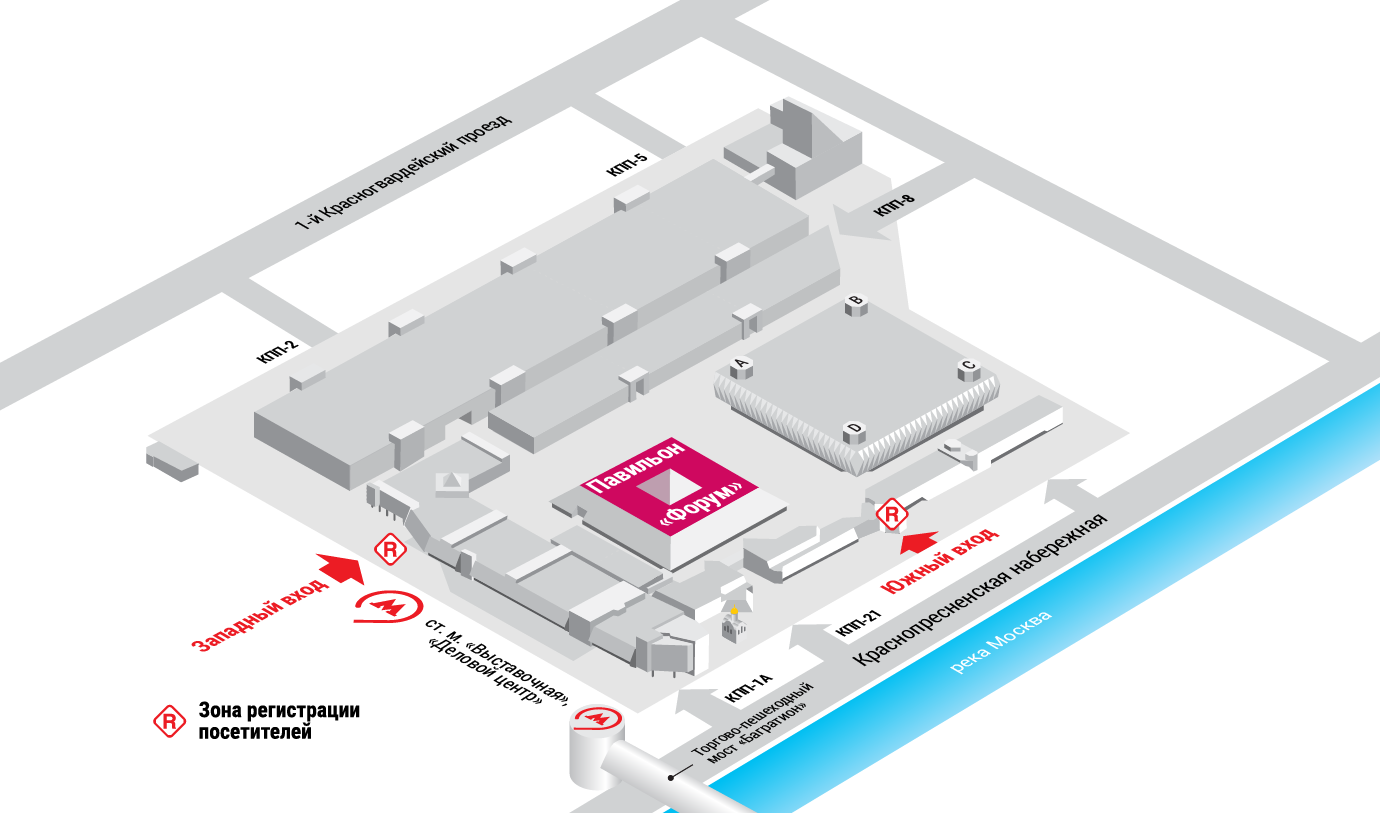 1-й Красногвардейский проезд
КПП-5
КПП-8
КПП-2
B
A
C
D
Павильон
«Форум»
R
R
Южный вход
Западный вход
ст. м. «Выставочная»,
«Деловой центр»
КПП-21
Краснопресненская набережная
река Москва
КПП-1А
Торгово-пешеходный
мост «Багратион»
R
Зона регистрации
посетителей